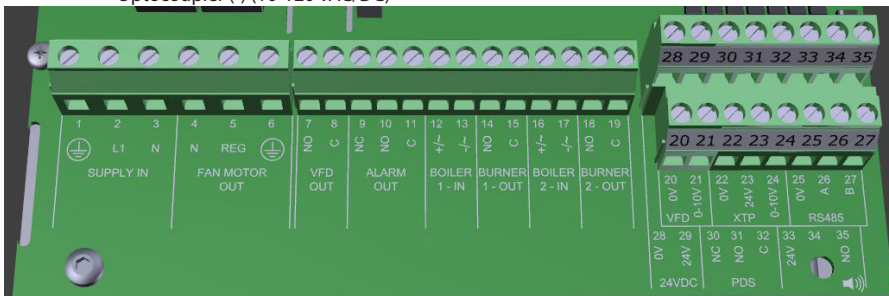 Optocoupler (-) (10-120 VAC/DC)
28 29 30 31 32 33 34 35
20 21 22 23 24 25 26 27
1 2 3 4 5 6 7 8 9 10 11 12 13 14 15 16 17 18 19
L1 N N REG NO C NC NO C +/~ -/~ NO C +/~ -/~ NO C
SUPPLY IN
FAN MOTOR
OUT
VFD
OUT
ALARM
OUT
BOILER
1 - IN
BURNER
1 - OUT
BOILER
2 - IN
BURNER
2 - OUT
20 21 22 23 24 25 26 27
0V 0-10V 0V 24V 0-10V 0V A B
VFD XTP RS485
28 29 30 31 32 33 34 35
0V 24V NC NO C 24V NO
24VDC PDS